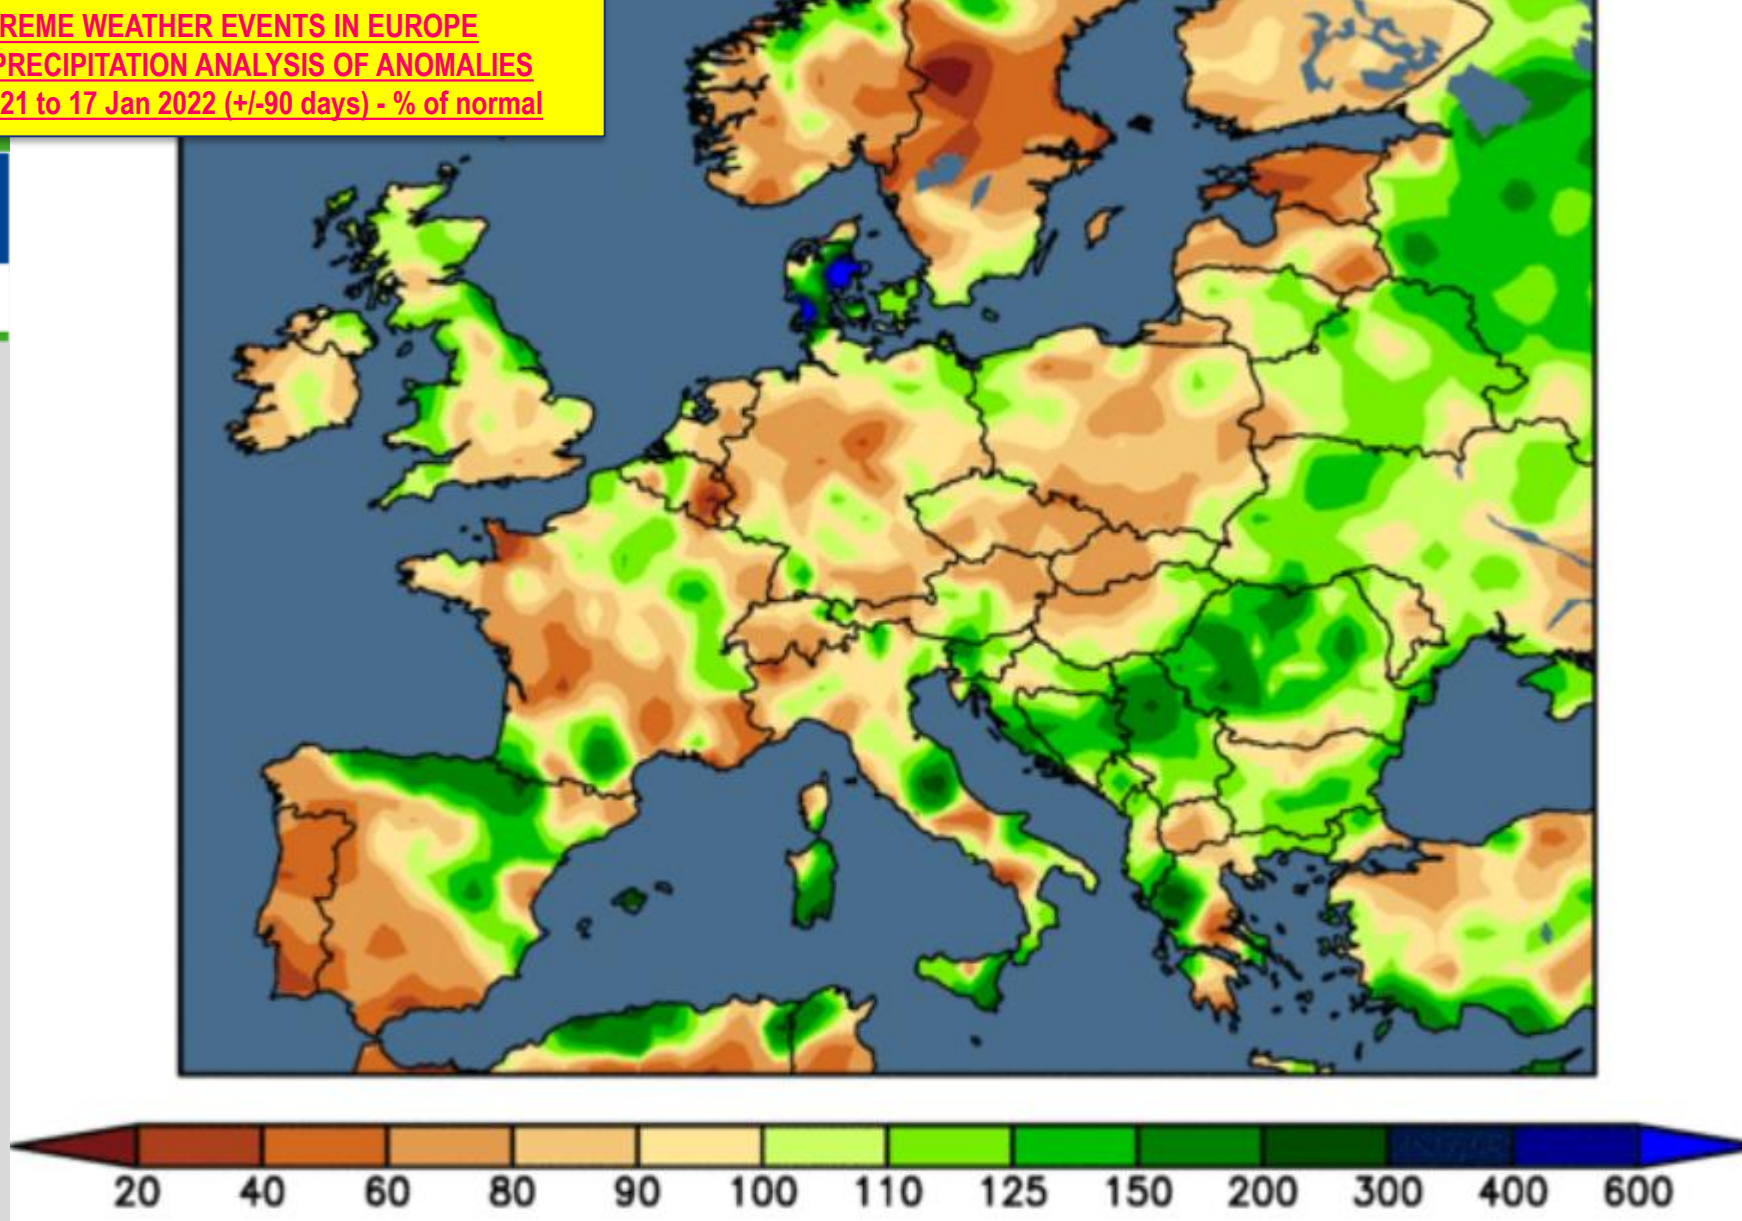 REME WEATHER EVENTS IN EUROPE
PRECIPITATION ANALYSIS OF ANOMALIES
21 to 17 Jan 2022 (+/-90 days) - % of normal
20 40 60 80 90 100 110 125 150 200 300 400 600